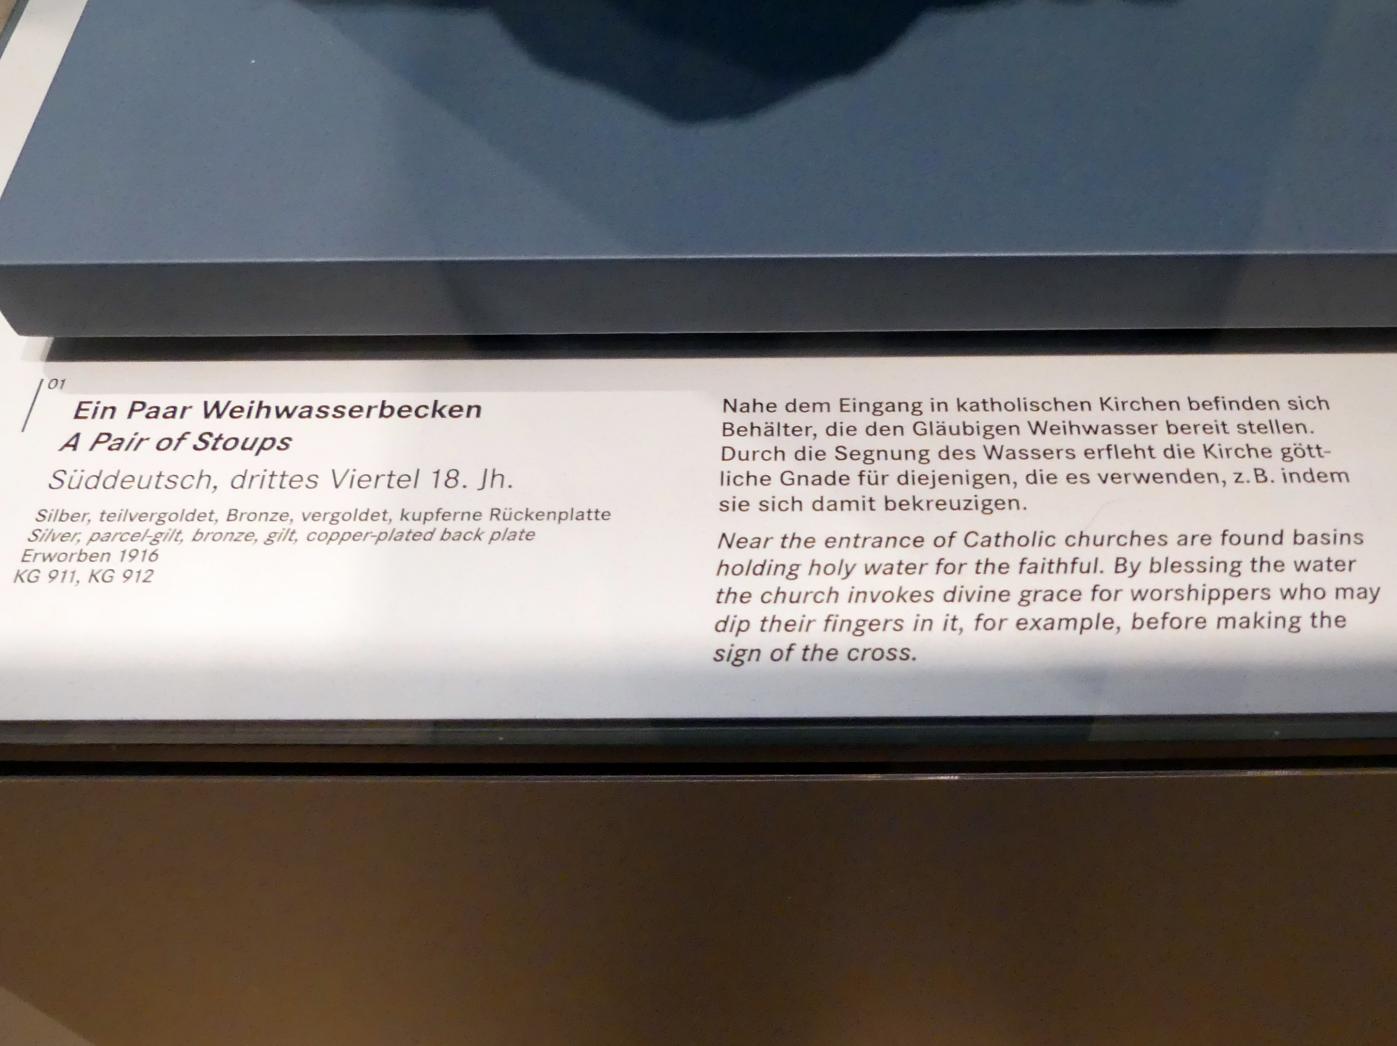 01
Ein Paar Weihwasserbecken
A Pair of Stoups
Süddeutsch, drittes Viertel 18. Jh.
Silber, teilvergoldet, Bronze, vergoldet, kupferne Rückenplatte
Silver, parcel-gilt, bronze, gilt, copper-plated back plate
Erworben 1916
KG 911, KG 912
Nahe dem Eingang in katholischen Kirchen befinden sich
Behälter, die den Gläubigen Weihwasser bereit stellen.
Durch die Segnung des Wassers erfleht die Kirche gött-
liche Gnade für diejenigen, die es verwenden, z.B. indem
sie sich damit bekreuzigen.
Near the entrance of Catholic churches are found basins
holding holy water for the faithful. By blessing the water
the church invokes divine grace for worshippers who may
dip their fingers in it, for example, before making the
sign of the cross.